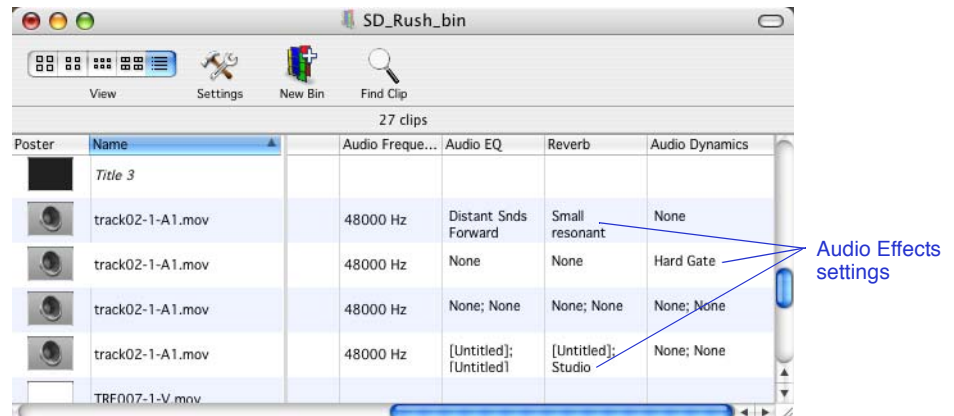 SD_Rush_bin
View Settings New Bin Find Clip
27 clips
Poster Name Audio Freque... Audio EQ Reverb Audio Dynamics
Title 3
track02-1-A1.mov 48000 Hz Distant Snds Forward Small resonant None
track02-1-A1.mov 48000 Hz None None Hard Gate
Audio Effects
settings
track02-1-A1.mov 48000 Hz None; None None; None None; None
track02-1-A1.mov 48000 Hz [Untitled]; [Untitled] [Untitled]; Studio None; None
TRF007-1-V.mov